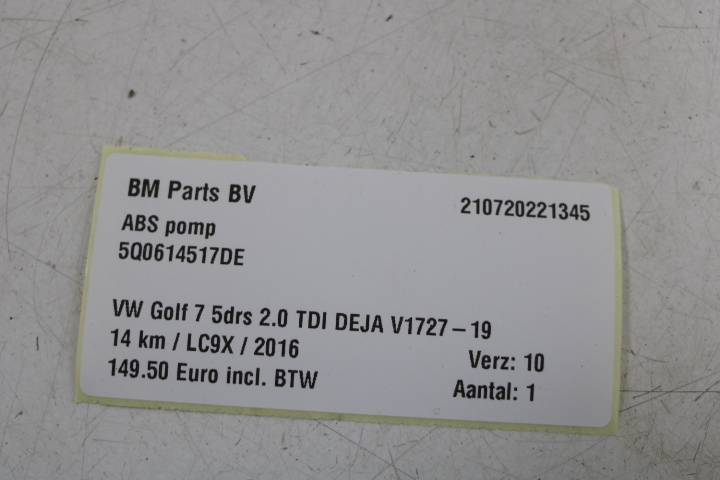 BM Parts BV 210720221345
ABS pomp
5Q0614517DE
VW Golf 7 5drs 2.0 TDI DEJA V1727-19
14 km / LC9X / 2016 Verz: 10
149.50 Euro incl. BTW Aantal: 1